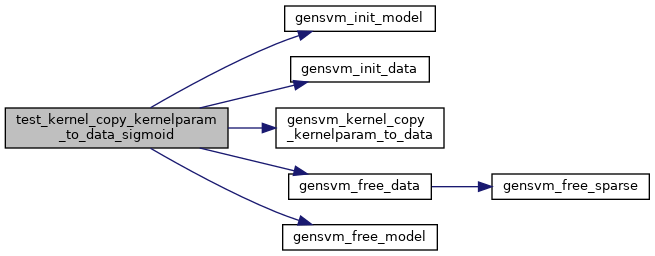 gensvm_init_model
gensvm_init_data
test_kernel_copy_kernelparam
_to_data_sigmoid
gensvm_kernel_copy
_kernelparam_to_data
gensvm_free_data
gensvm_free_sparse
gensvm_free_model